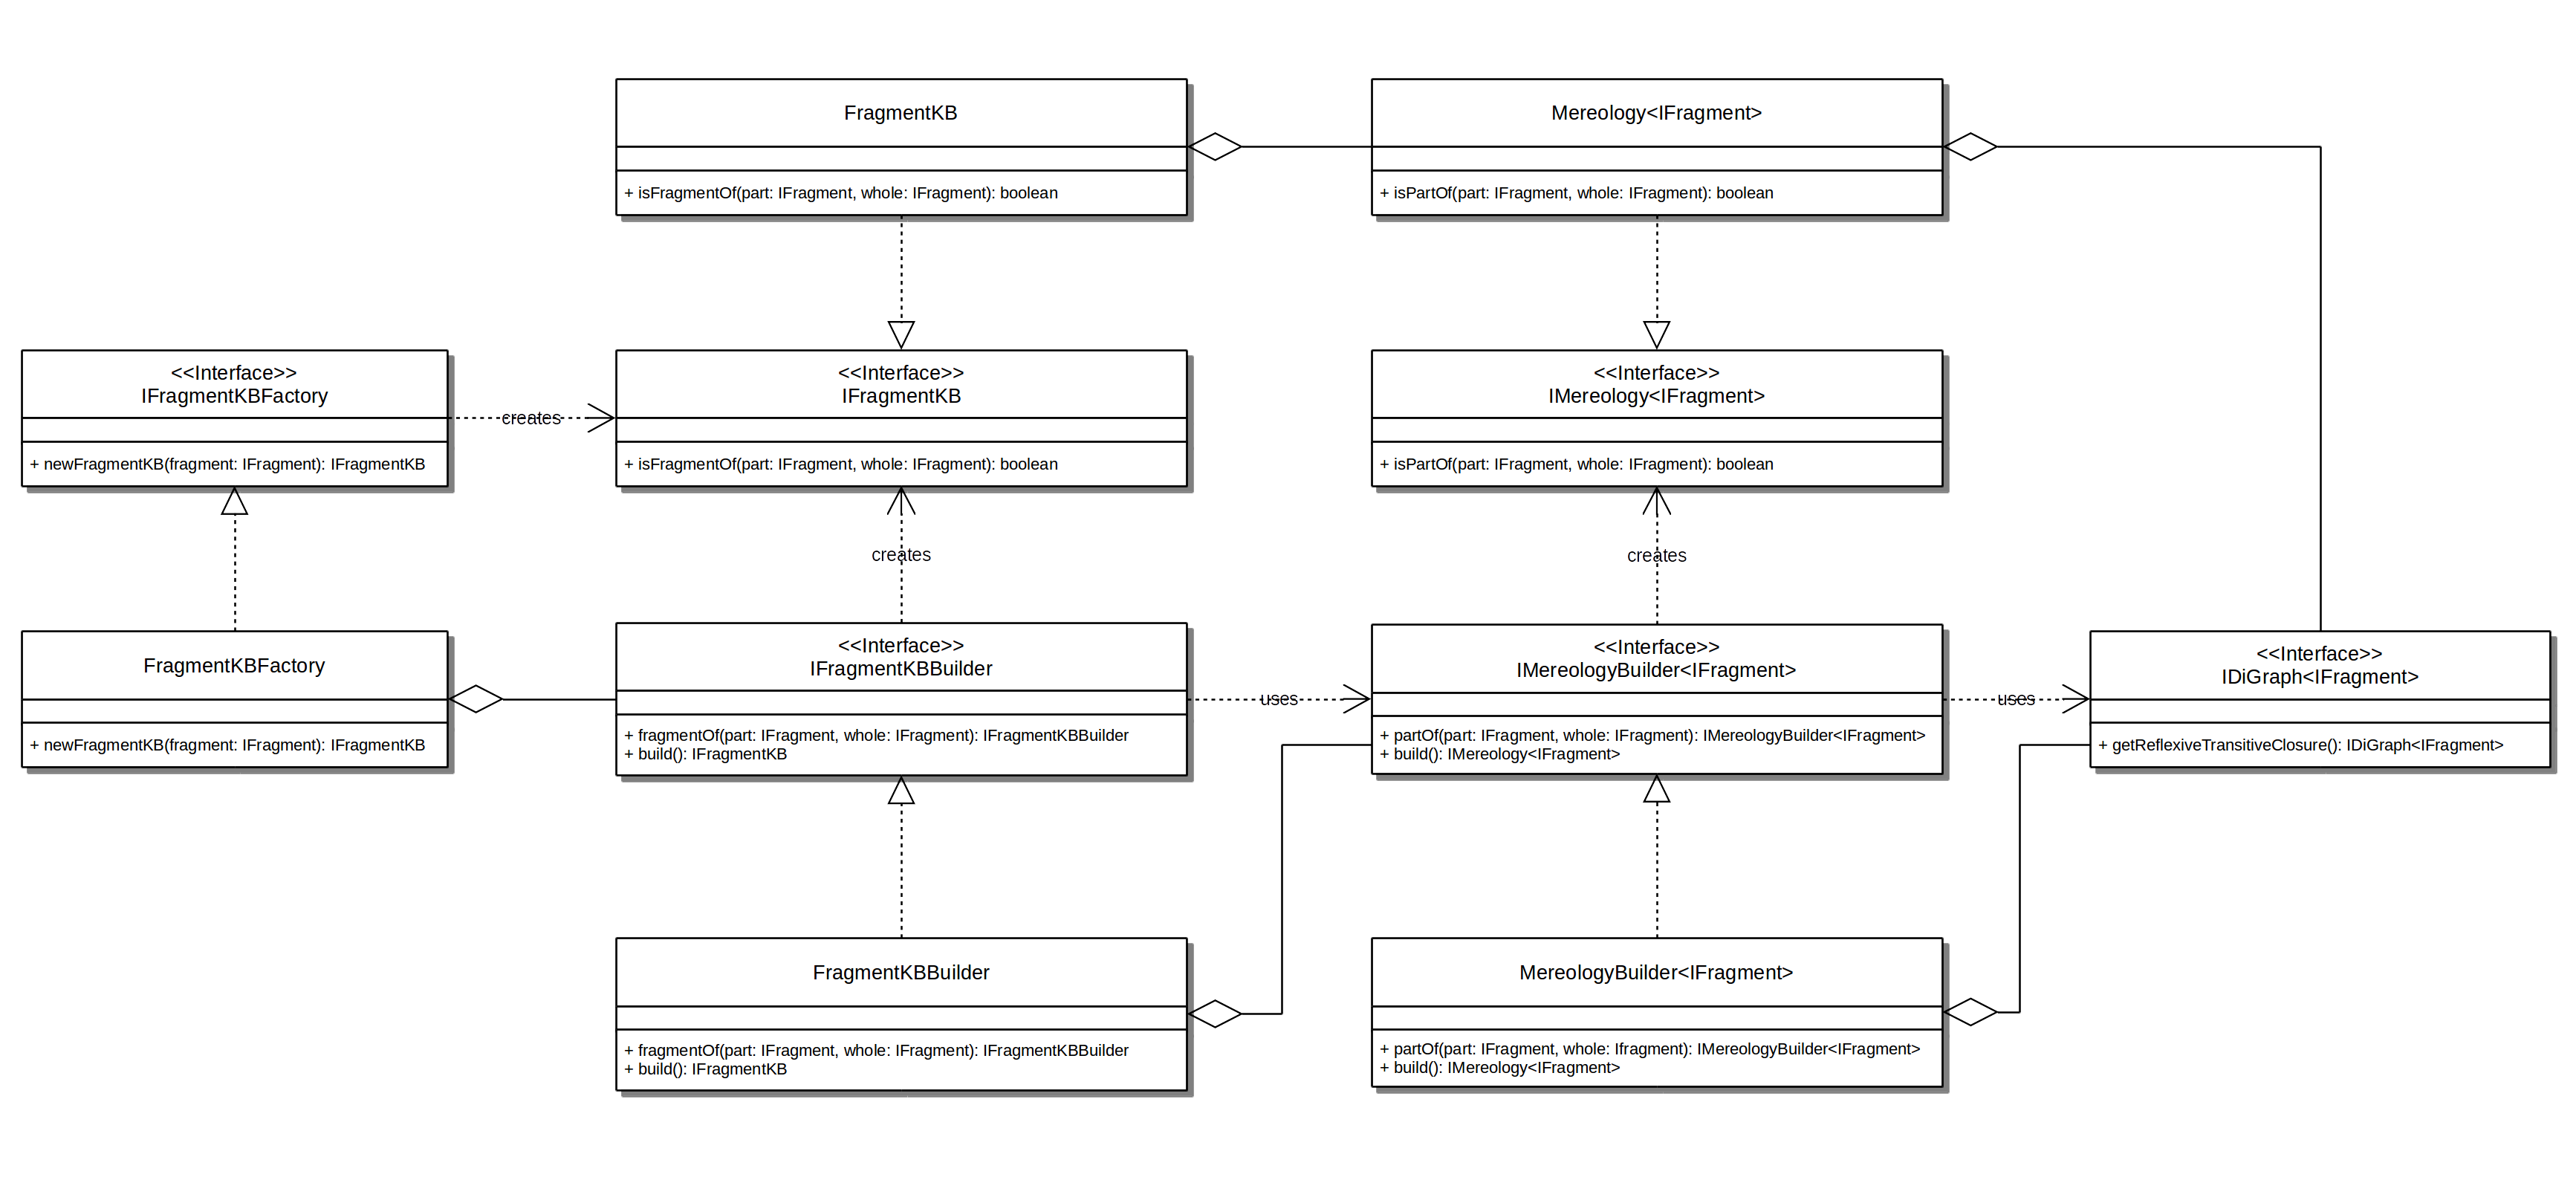 FragmentKB
+ isFragmentOf(part: IFragment, whole: IFragment): boolean
Mereology<IFragment>
+ isPartOf(part: IFragment, whole: IFragment): boolean
<<Interface>>
IFragmentKBFactory
+ newFragmentKB(fragment: IFragment): IFragmentKB
creates
<<Interface>>
IFragmentKB
+ isFragmentOf(part: IFragment, whole: IFragment): boolean
<<Interface>>
IMereology<IFragment>
+ isPartOf(part: IFragment, whole: IFragment): boolean
creates
creates
FragmentKBFactory
+ newFragmentKB(fragment: IFragment): IFragmentKB
<<Interface>>
IFragmentKBBuilder
+ fragmentOf(part: IFragment, whole: IFragment): IFragmentKBBuilder
+ build(): IFragmentKB
uses
<<Interface>>
IMereologyBuilder<IFragment>
+ partOf(part: IFragment, whole: IFragment): IMereologyBuilder<IFragment>
+ build(): IMereology<IFragment>
uses
<<Interface>>
IDiGraph<IFragment>
+ getReflexiveTransitiveClosure(): IDiGraph<IFragment>
FragmentKBBuilder
+ fragmentOf(part: IFragment, whole: IFragment): IFragmentKBBuilder
+ build(): IFragmentKB
MereologyBuilder<IFragment>
+ partOf(part: IFragment, whole: Ifragment): IMereologyBuilder<IFragment>
+ build(): IMereology<IFragment>